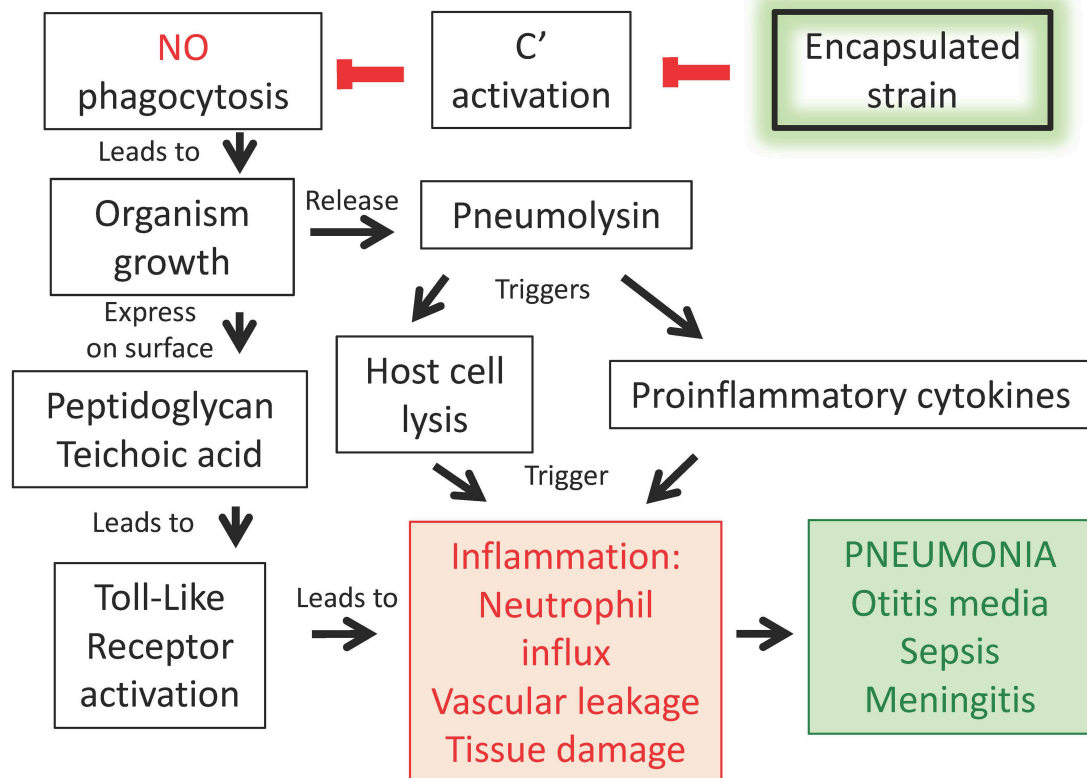 NO
phagocytosis
C’
activation
Encapsulated
strain
Leads to
Organism
growth
Release
Pneumolysin
Triggers
Express
on surface
Host cell
lysis
Proinflammatory cytokines
Peptidoglycan
Teichoic acid
Trigger
Leads to
Toll-Like
Receptor
activation
Leads to
Inflammation:
Neutrophil
influx
Vascular leakage
Tissue damage
PNEUMONIA
Otitis media
Sepsis
Meningitis